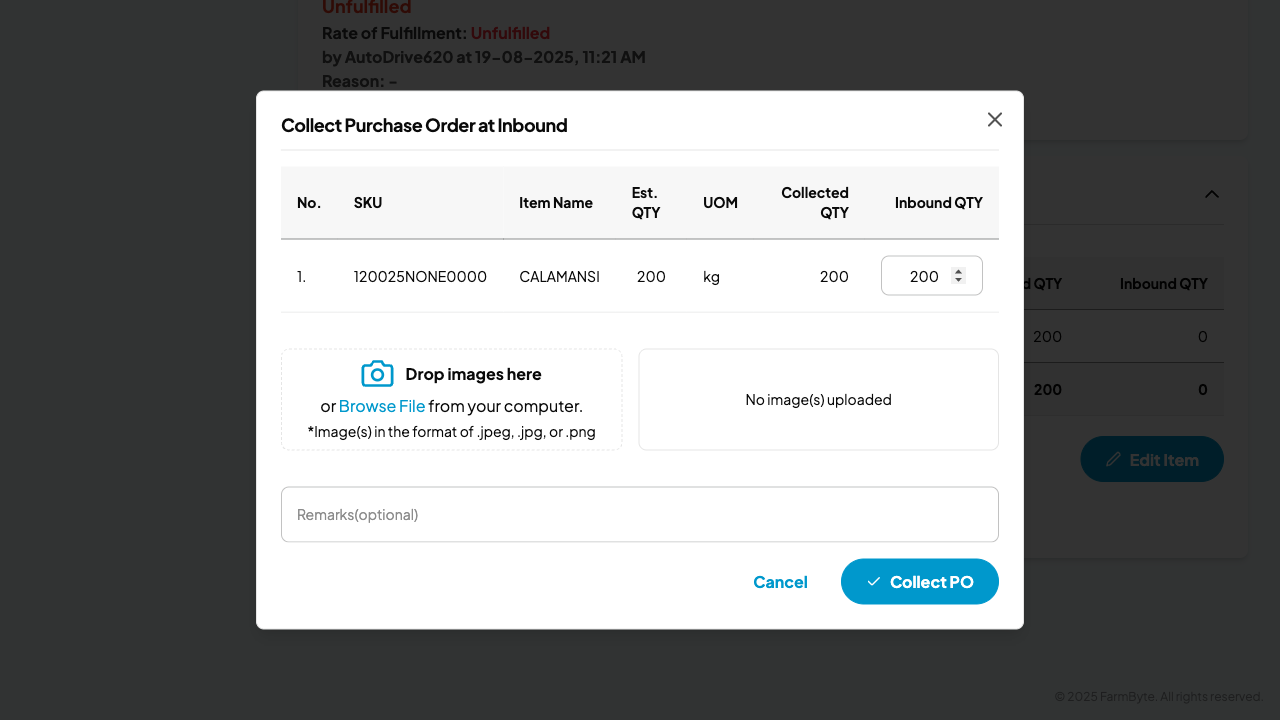 Unfulfilled
Rate of Fulfillment: Unfulfilled
by AutoDrive620 at 19-08-2025, 11:21 AM
Reason: -
Collect Purchase Order at Inbound
No. SKU Item Name Est. QTY UOM Collected QTY Inbound QTY
1. 120025NONE0000 CALAMANSI 200 kg 200 200
Drop images here
or Browse File from your computer.
*Image(s) in the format of .jpeg, .jpg, or .png
No image(s) uploaded
Remarks(optional)
Cancel
Collect PO
d QTY Inbound QTY
200 0
200 0
Edit Item
© 2025 FarmByte. All rights reserved.